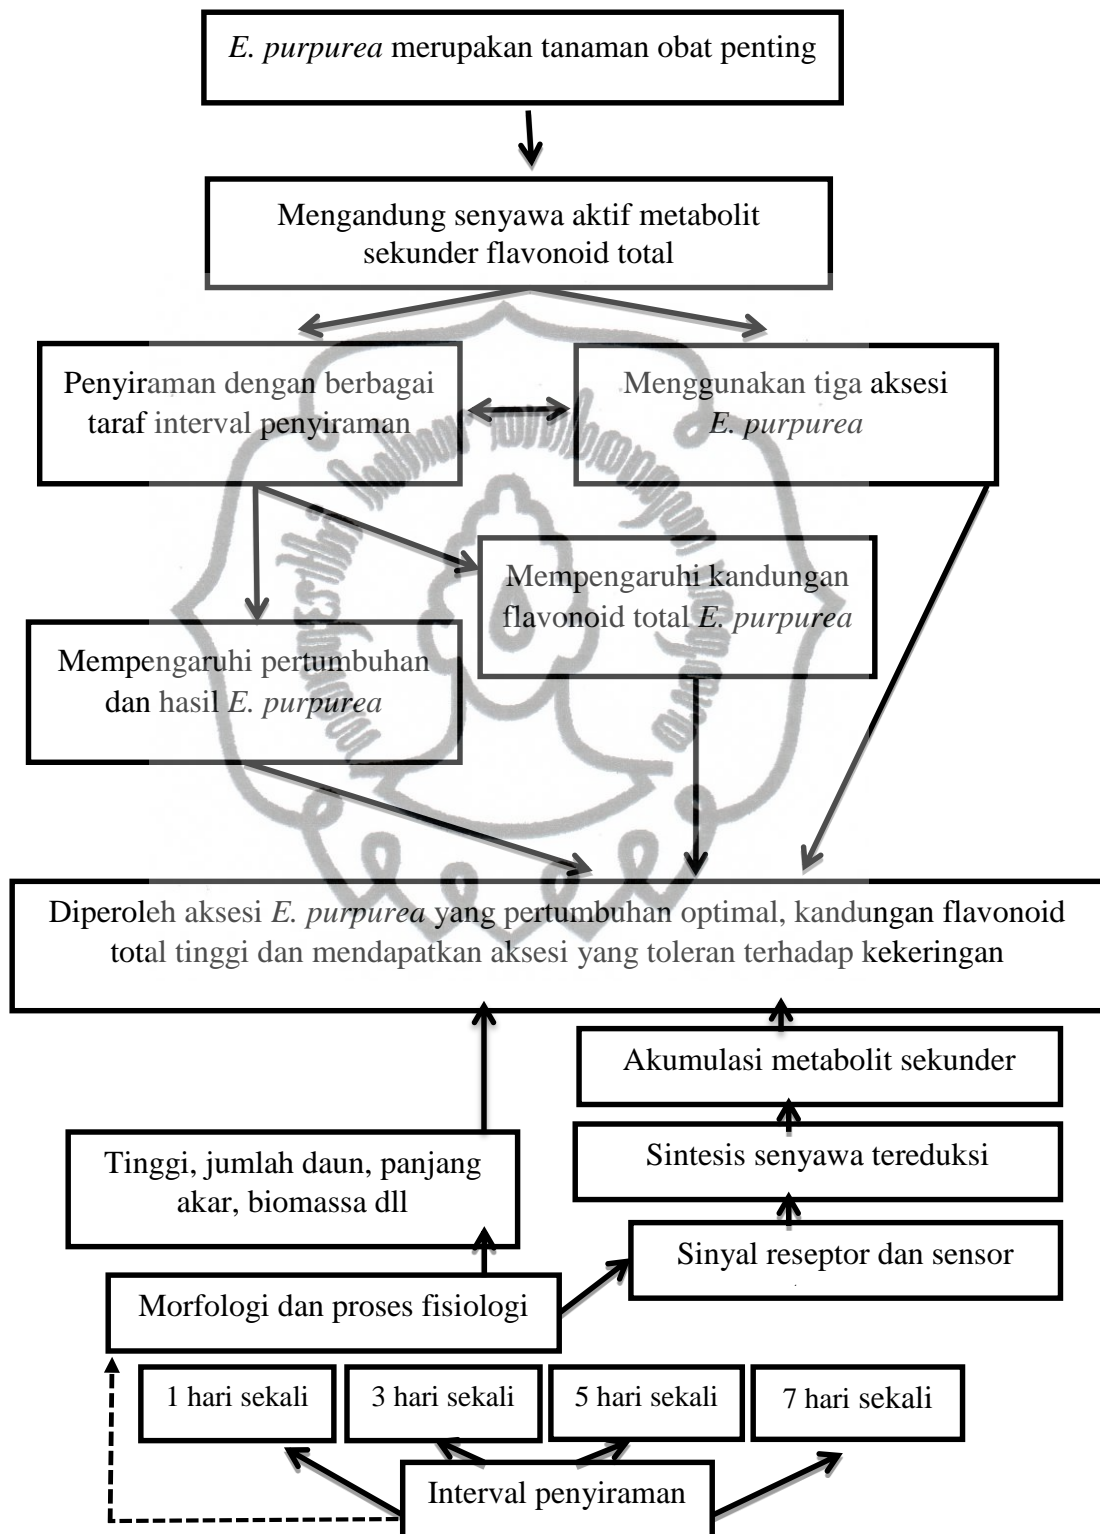 E. purpurea merupakan tanaman obat penting
Mengandung senyawa aktif metabolit
sekunder flavonoid total
Penyiraman dengan berbagai
taraf interval penyiraman
Menggunakan tiga aksesi
E. purpurea
Mempengaruhi kandungan
flavonoid total E. purpurea
Mempengaruhi pertumbuhan
dan hasil E. purpurea
Diperoleh aksesi E. purpurea yang pertumbuhan optimal, kandungan flavonoid
total tinggi dan mendapatkan aksesi yang toleran terhadap kekeringan
Akumulasi metabolit sekunder
Tinggi, jumlah daun, panjang
akar, biomassa dll
Sintesis senyawa tereduksi
Sinyal reseptor dan sensor
Morfologi dan proses fisiologi
1 hari sekali
3 hari sekali
5 hari sekali
7 hari sekali
Interval penyiraman